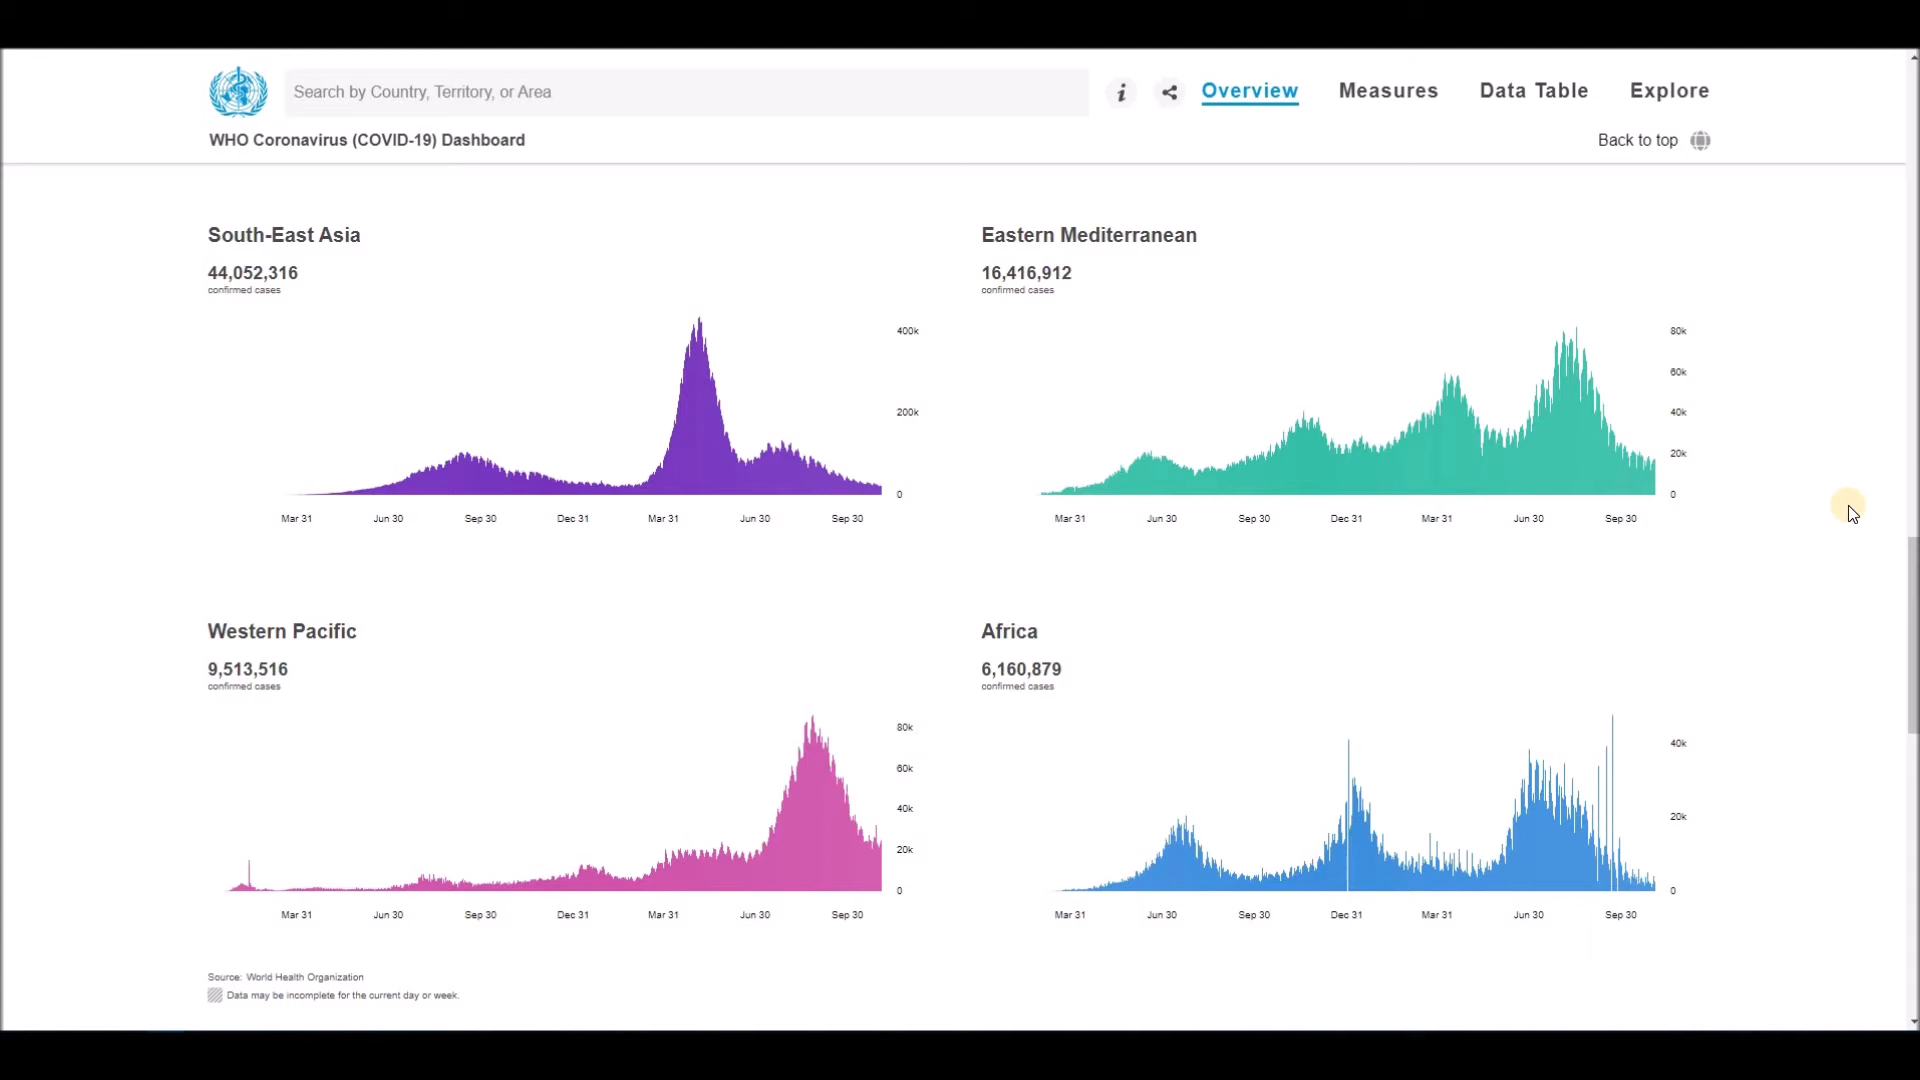 Search by Country, Territory, or Area
i
Overview
Measures
Data Table
Explore
WHO Coronavirus (COVID-19) Dashboard
Back to top
South-East Asia
44,052,316
confirmed cases
400k
200k
0
Mar 31 Jun 30 Sep 30 Dec 31 Mar 31 Jun 30 Sep 30
Eastern Mediterranean
16,416,912
confirmed cases
80k
60k
40k
20k
0
Mar 31 Jun 30 Sep 30 Dec 31 Mar 31 Jun 30 Sep 30
Western Pacific
9,513,516
confirmed cases
80k
60k
40k
20k
0
Mar 31 Jun 30 Sep 30 Dec 31 Mar 31 Jun 30 Sep 30
Africa
6,160,879
confirmed cases
40k
20k
0
Mar 31 Jun 30 Sep 30 Dec 31 Mar 31 Jun 30 Sep 30
Source: World Health Organization
Data may be incomplete for the current day or week.